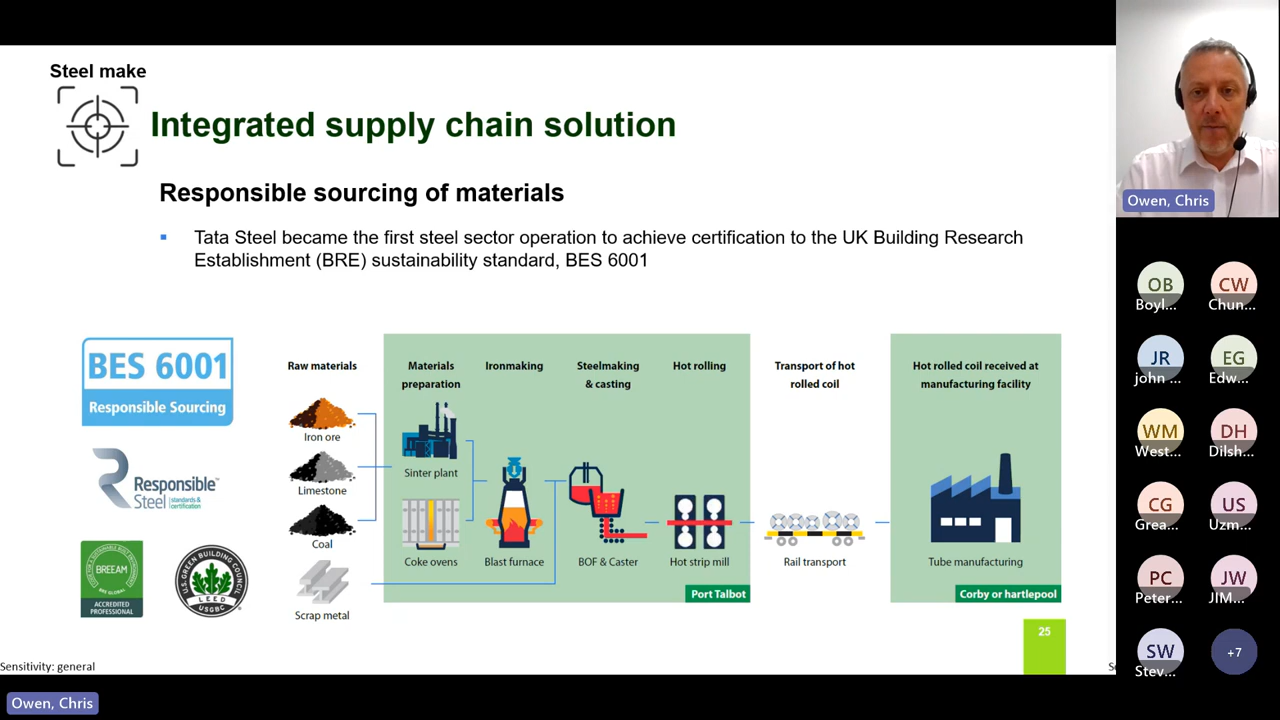 Steel make
Integrated supply chain solution
Responsible sourcing of materials
Tata Steel became the first steel sector operation to achieve certification to the UK Building Research
Establishment (BRE) sustainability standard, BES 6001
BES 6001
Responsible Sourcing
Responsible
Steel
standards &
certification
BREEAM
BRE GLOBAL
ACCREDITED
PROFESSIONAL
U.S. GREEN BUILDING COUNCIL
LEED
USGBC
Raw materials
Iron ore
Limestone
Coal
Scrap metal
Materials
preparation
Sinter plant
Coke ovens
Ironmaking
Blast furnace
Steelmaking
& casting
BOF & Caster
Hot rolling
Hot strip mill
Port Talbot
Transport of hot
rolled coil
Rail transport
Hot rolled coil received at
manufacturing facility
Tube manufacturing
Corby or hartlepool
25
Sensitivity: general
Owen, Chris
Owen, Chris
OB
Boyl...
CW
Chun...
JR
john ...
EG
Edw...
WM
West...
DH
Dilsh...
CG
Grea...
US
Uzm...
PC
Peter...
JW
JIM...
SW
Stev...
+7